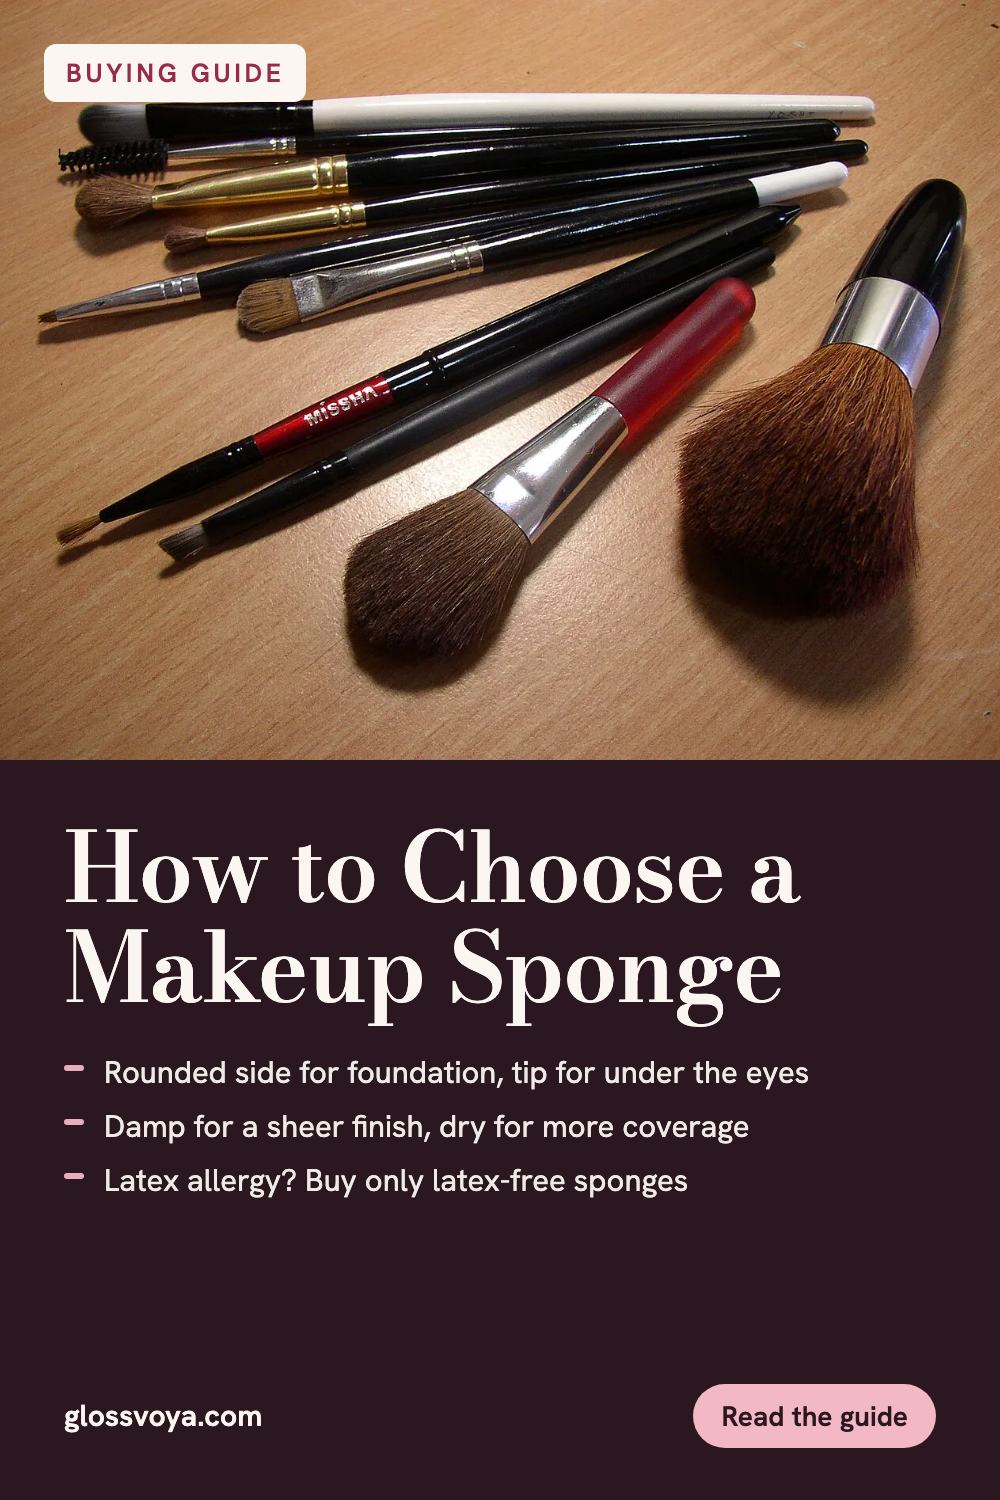 BUYING GUIDE
MISSHA
How to Choose a
Makeup Sponge
Rounded side for foundation, tip for under the eyes
Damp for a sheer finish, dry for more coverage
Latex allergy? Buy only latex-free sponges
glossvoya.com
Read the guide